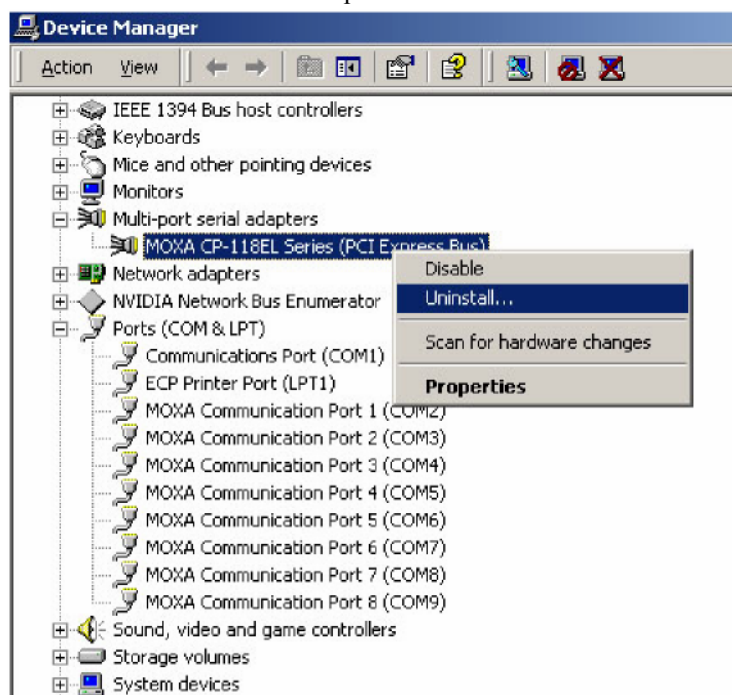 Device Manager
Action View
IEEE 1394 Bus host controllers
Keyboards
Mice and other pointing devices
Monitors
Multi-port serial adapters
MOXA CP-118EL Series (PCI Express Bus)
Disable
Network adapters
Uninstall...
NVIDIA Network Bus Enumerator
Ports (COM & LPT)
Scan for hardware changes
Communications Port (COM1)
ECP Printer Port (LPT1)
Properties
MOXA Communication Port 1 (COM2)
MOXA Communication Port 2 (COM3)
MOXA Communication Port 3 (COM4)
MOXA Communication Port 4 (COM5)
MOXA Communication Port 5 (COM6)
MOXA Communication Port 6 (COM7)
MOXA Communication Port 7 (COM8)
MOXA Communication Port 8 (COM9)
Sound, video and game controllers
Storage volumes
System devices